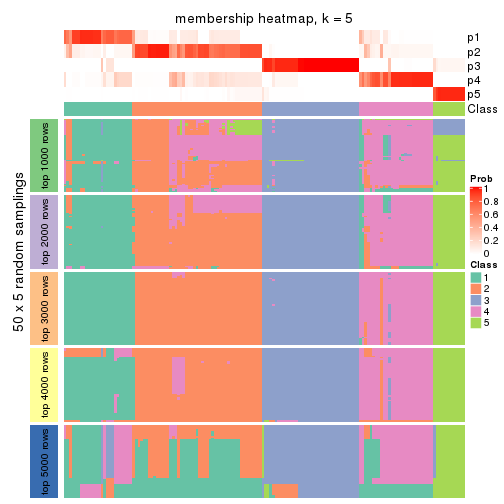 membership heatmap, k = 5
p1
p2
p3
p4
p5
Class
50 x 5 random samplings
top 1000 rows
top 2000 rows
top 3000 rows
top 4000 rows
top 5000 rows
Prob
1
0.8
0.6
0.4
0.2
0
Class
1
2
3
4
5